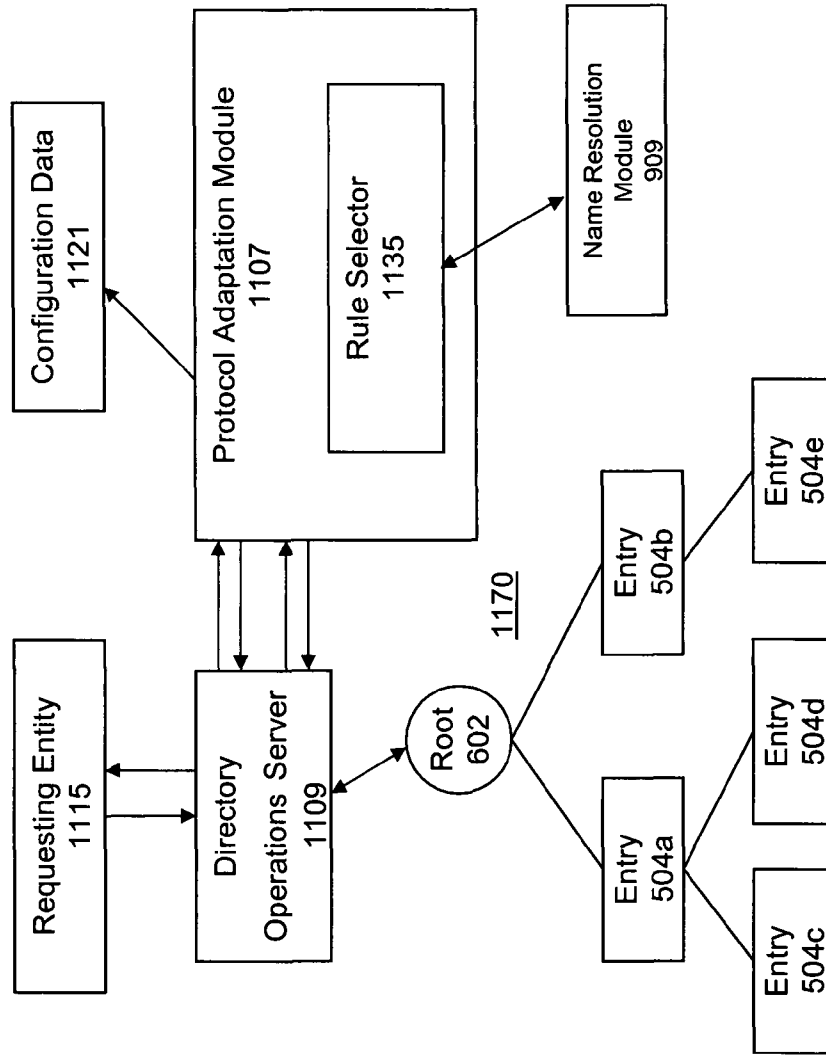 Requesting Entity
1115
Configuration Data
1121
Directory
Operations Server
1109
Protocol Adaptation Module
1107
Rule Selector
1135
Root
602
1170
Name Resolution
Module
909
Entry
504a
Entry
504b
Entry
504c
Entry
504d
Entry
504e